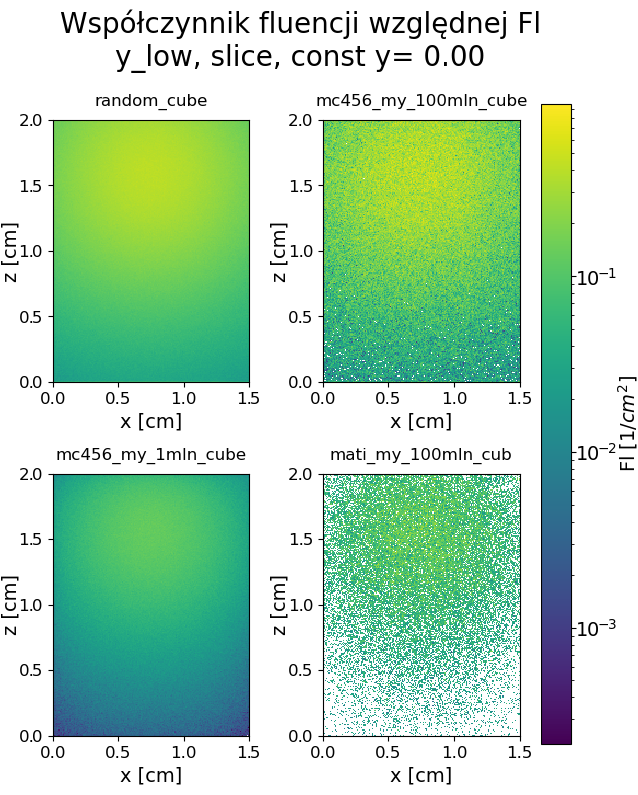 Współczynnik fluencji względnej Fl
y_low, slice, const y= 0.00
random_cube
mc456_my_100mln_cube
2.0
1.5
1.0
0.5
0.0
z [cm]
0.0 0.5 1.0 1.5
x [cm]
2.0
1.5
1.0
0.5
0.0
z [cm]
0.0 0.5 1.0 1.5
x [cm]
mc456_my_1mln_cube
mati_my_100mln_cub
2.0
1.5
1.0
0.5
0.0
z [cm]
0.0 0.5 1.0 1.5
x [cm]
2.0
1.5
1.0
0.5
0.0
z [cm]
0.0 0.5 1.0 1.5
x [cm]
10⁻¹
10⁻²
10⁻³
Fl [1/cm²]